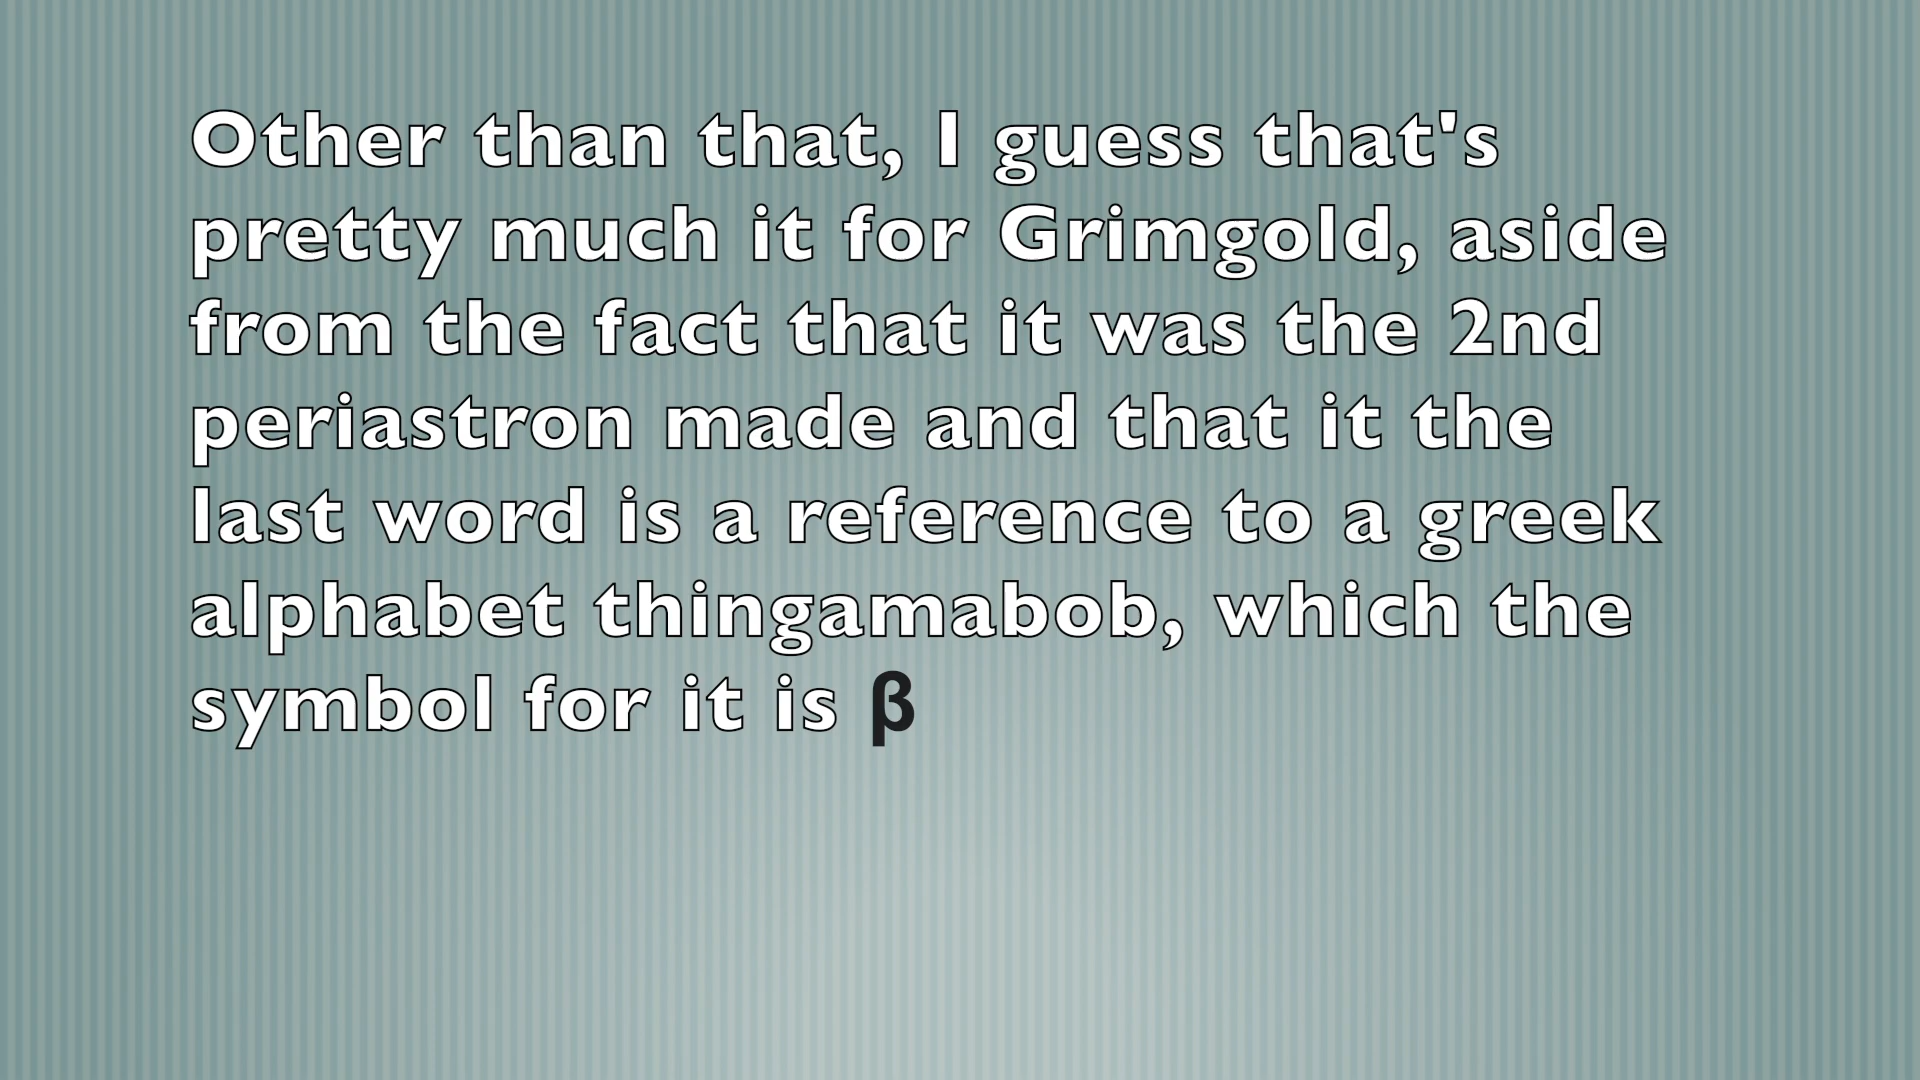 Other than that, I guess that's
pretty much it for Grimgold, aside
from the fact that it was the 2nd
periastron made and that it the
last word is a reference to a greek
alphabet thingamabob, which the
symbol for it is β